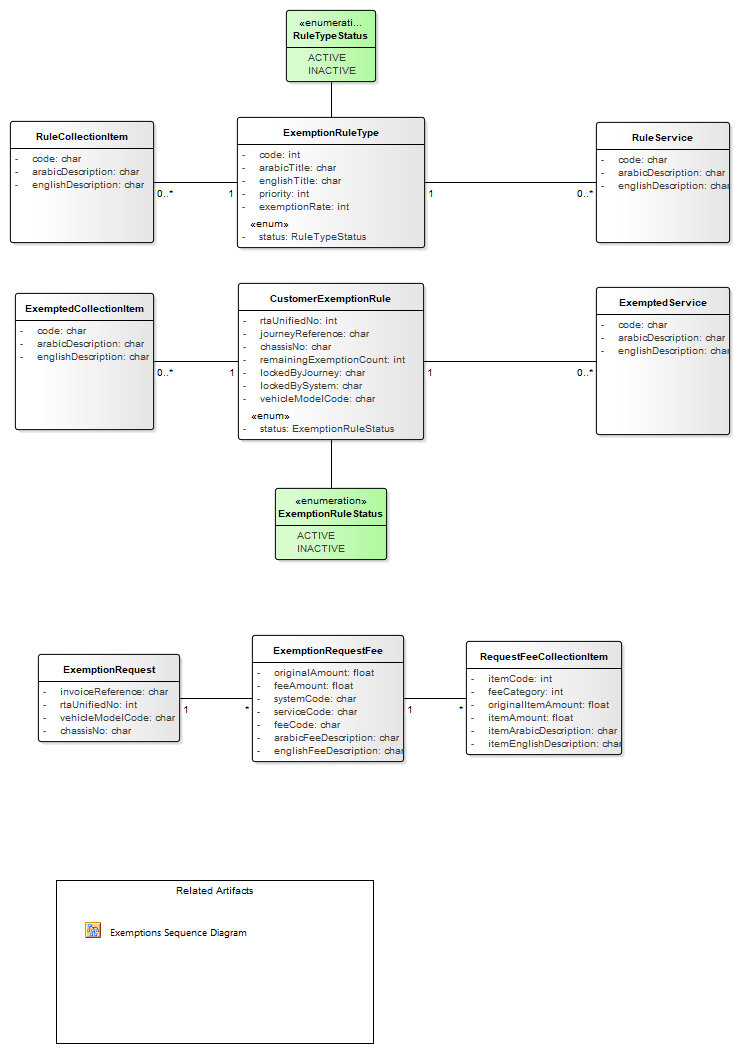 «enumerati...
RuleTypeStatus
ACTIVE
INACTIVE
RuleCollectionItem
- code: char
- arabicDescription: char
- englishDescription: char
ExemptionRuleType
- code: int
- arabicTitle: char
- englishTitle: char
- priority: int
- exemptionRate: int
«enum»
- status: RuleTypeStatus
RuleService
- code: char
- arabicDescription: char
- englishDescription: char
0..*
1
1
0..*
ExemptedCollectionItem
- code: char
- arabicDescription: char
- englishDescription: char
CustomerExemptionRule
- rtaUnifiedNo: int
- journeyReference: char
- chassisNo: char
- remainingExemptionCount: int
- lockedByJourney: char
- lockedBySystem: char
- vehicleModelCode: char
«enum»
- status: ExemptionRuleStatus
ExemptedService
- code: char
- arabicDescription: char
- englishDescription: char
0..*
1
1
0..*
«enumeration»
ExemptionRuleStatus
ACTIVE
INACTIVE
ExemptionRequest
- invoiceReference: char
- rtaUnifiedNo: int
- vehicleModelCode: char
- chassisNo: char
1
*
ExemptionRequestFee
- originalAmount: float
- feeAmount: float
- systemCode: char
- serviceCode: char
- feeCode: char
- arabicFeeDescription: char
- englishFeeDescription: char
1
*
RequestFeeCollectionItem
- itemCode: int
- feeCategory: int
- originalItemAmount: float
- itemAmount: float
- itemArabicDescription: char
- itemEnglishDescription: char
Related Artifacts
Exemptions Sequence Diagram